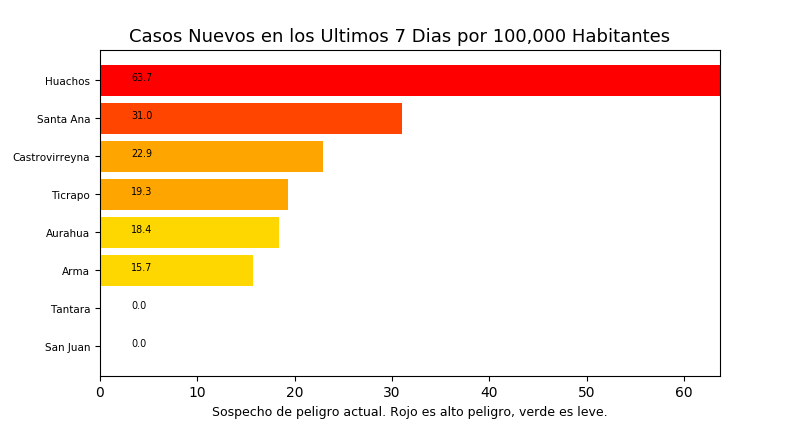 Casos Nuevos en los Ultimos 7 Dias por 100,000 Habitantes
Huachos 63.7
Santa Ana 31.0
Castrovirreyna 22.9
Ticrapo 19.3
Aurahua 18.4
Arma 15.7
Tantara 0.0
San Juan 0.0
0 10 20 30 40 50 60
Sospecho de peligro actual. Rojo es alto peligro, verde es leve.